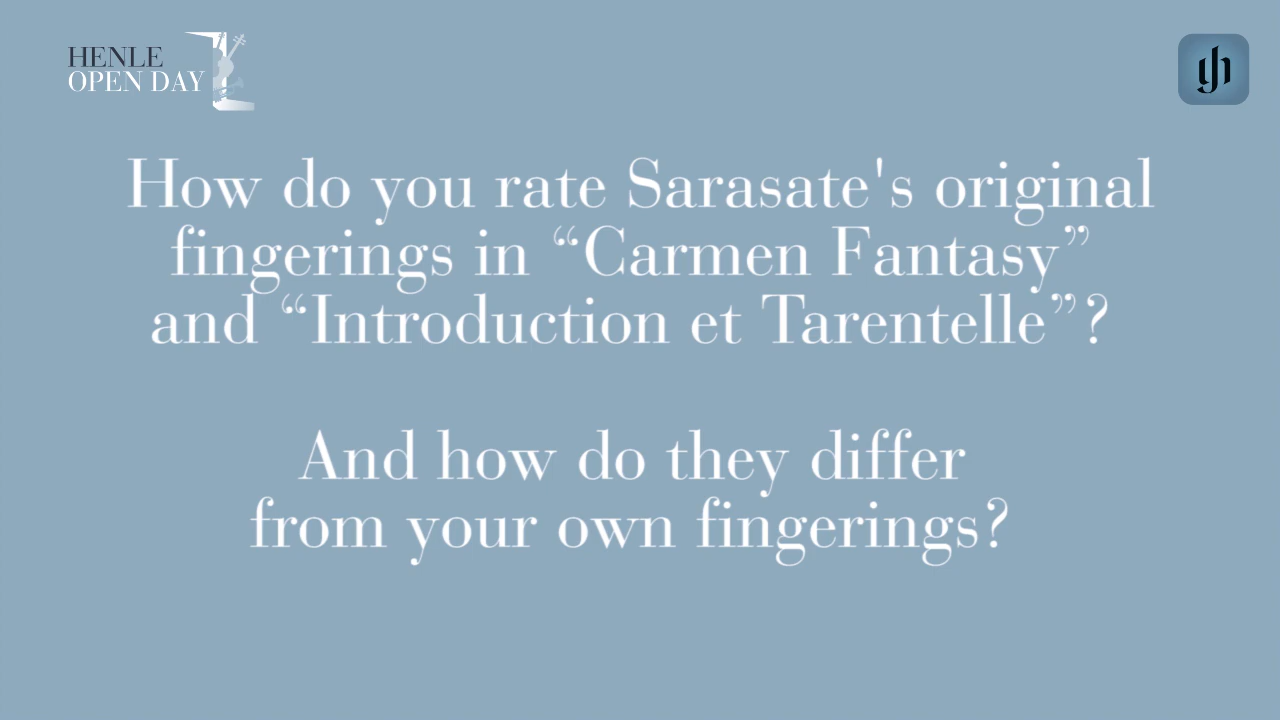 HENLE
OPEN DAY
How do you rate Sarasate's original
fingerings in “Carmen Fantasy”
and “Introduction et Tarentelle”?
And how do they differ
from your own fingerings?